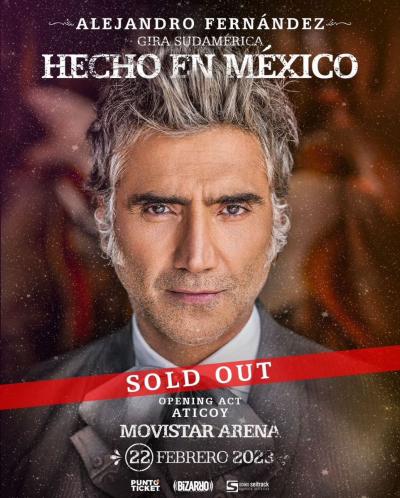 ALEJANDRO FERNÁNDEZ
GIRA SUDAMÉRICA
HECHO EN MÉXICO
SOLD OUT
OPENING ACT
ATICOY
MOVISTAR ARENA
22 FEBRERO 2023
PUNTO TICKET
BIZARRO
seitrack